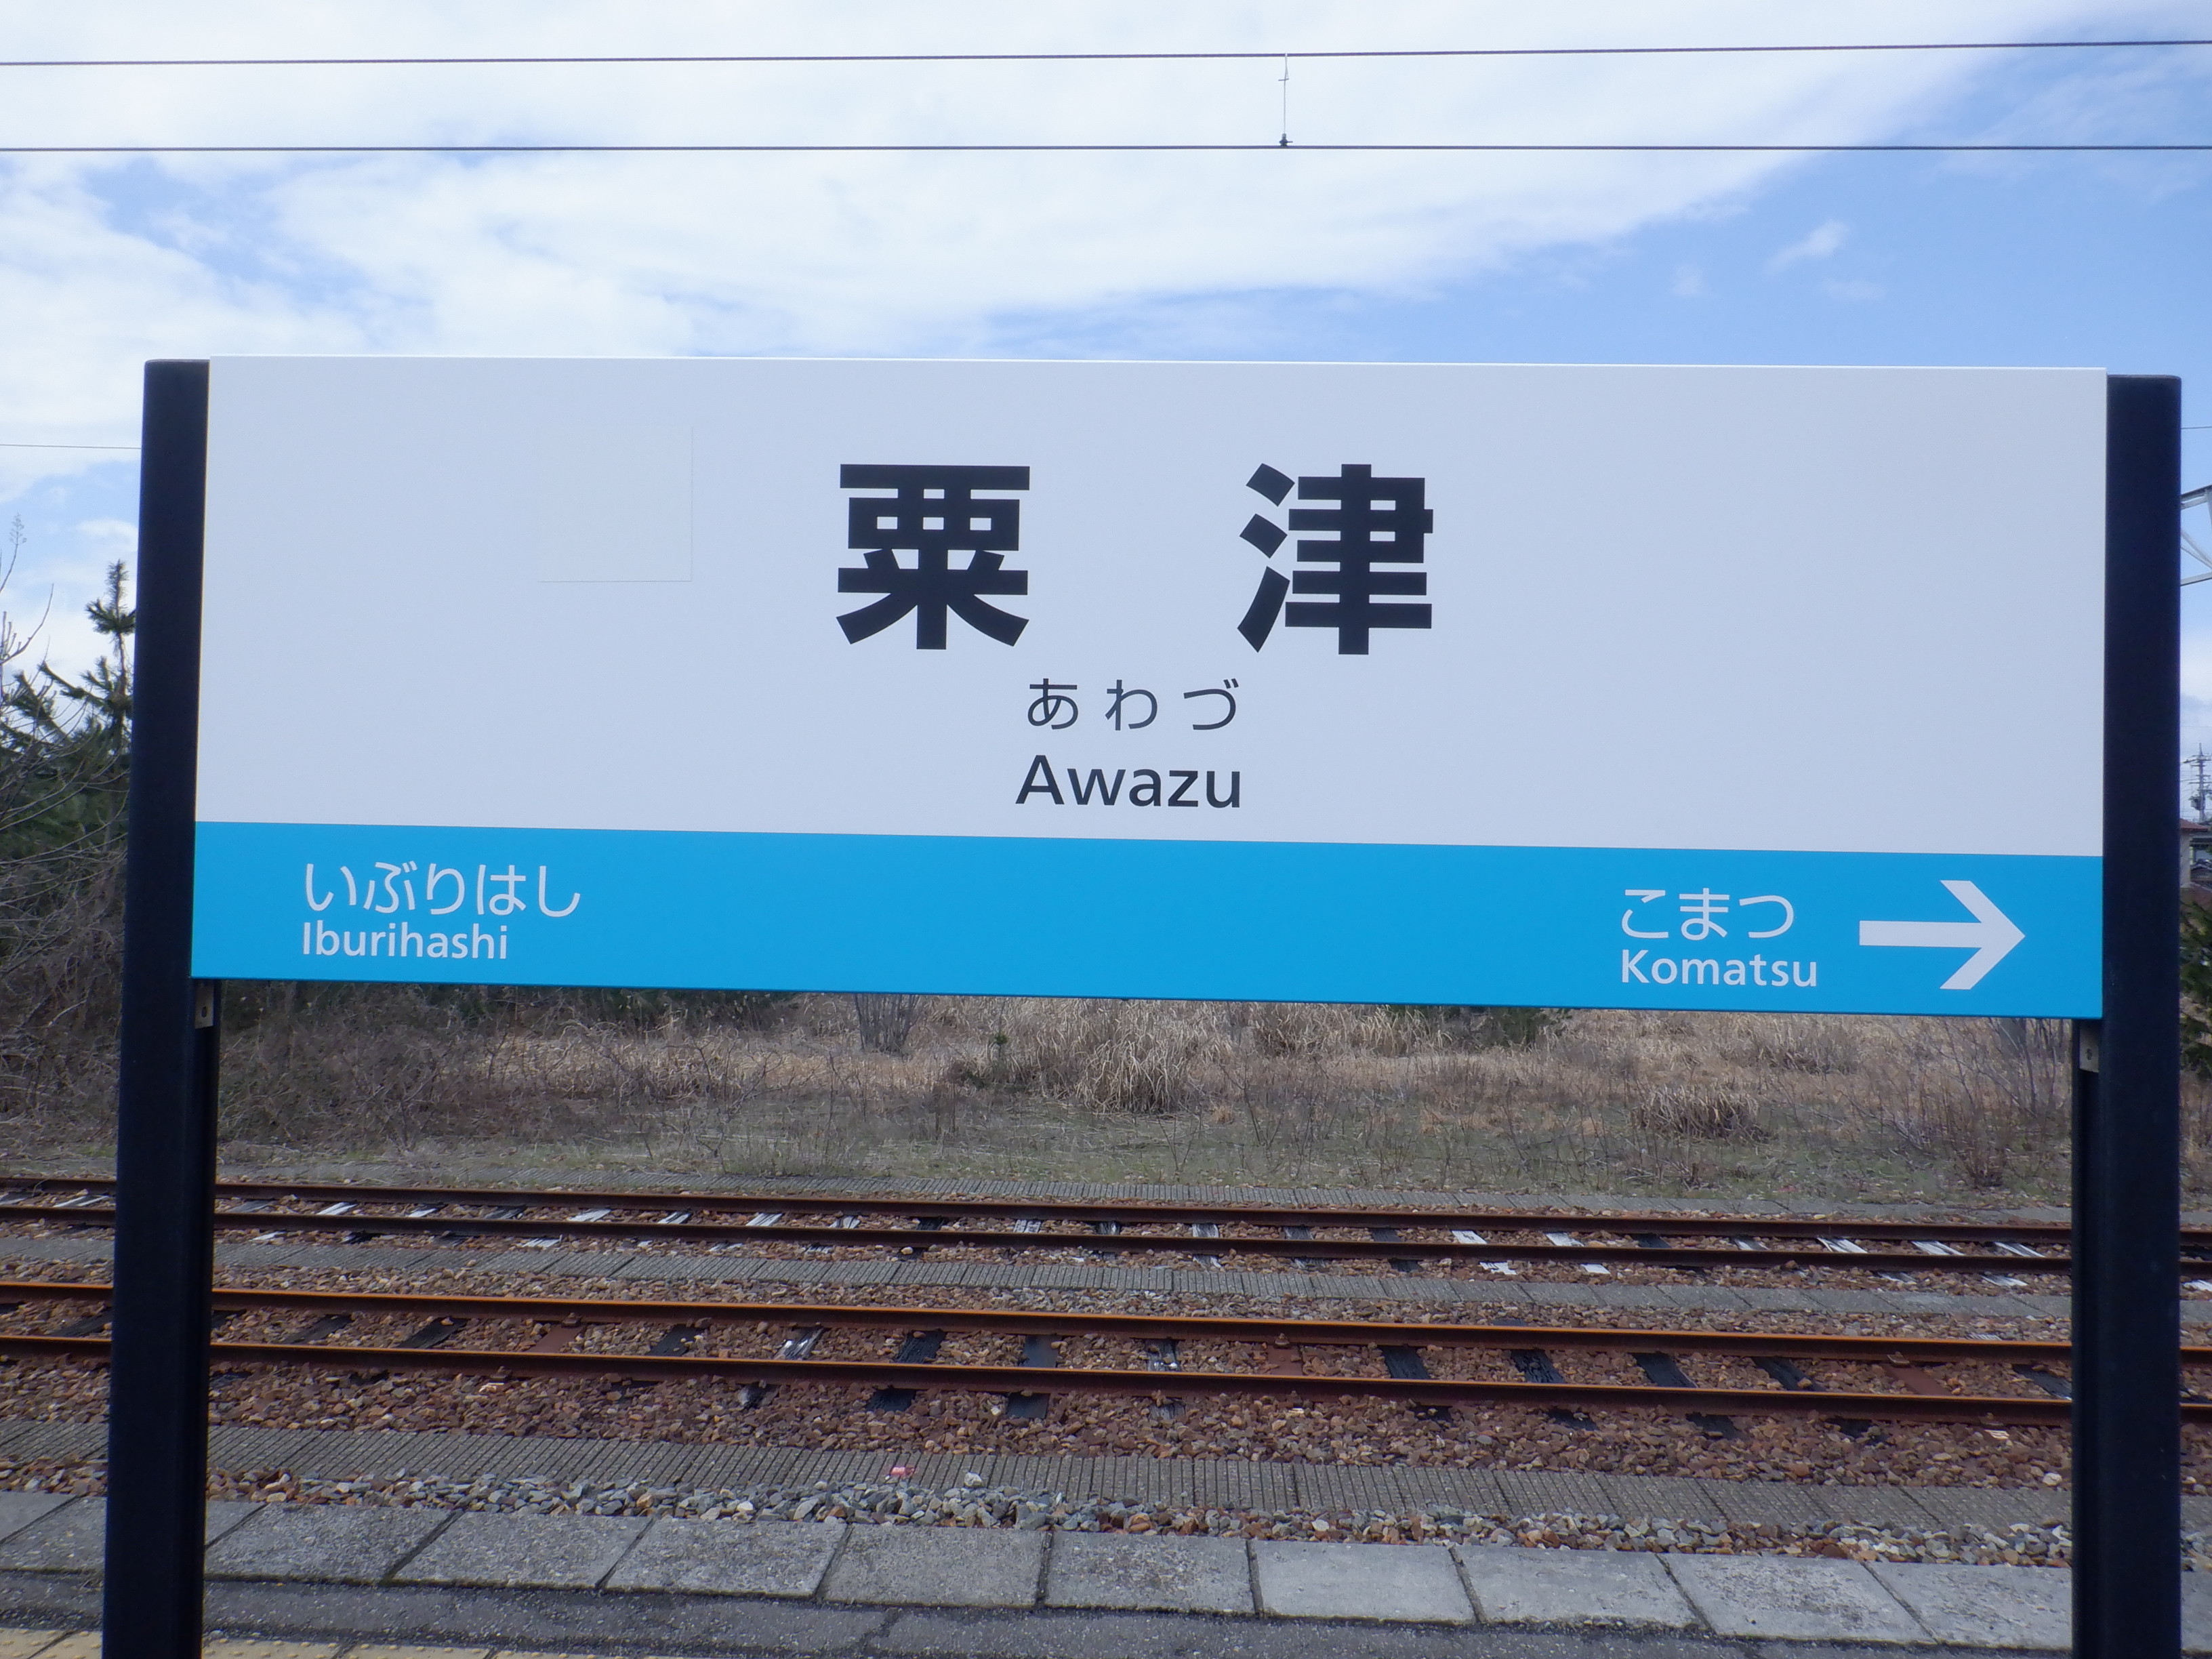 粟津
あわづ
Awazu
いぶりはし
Iburihashi
こまつ
Komatsu